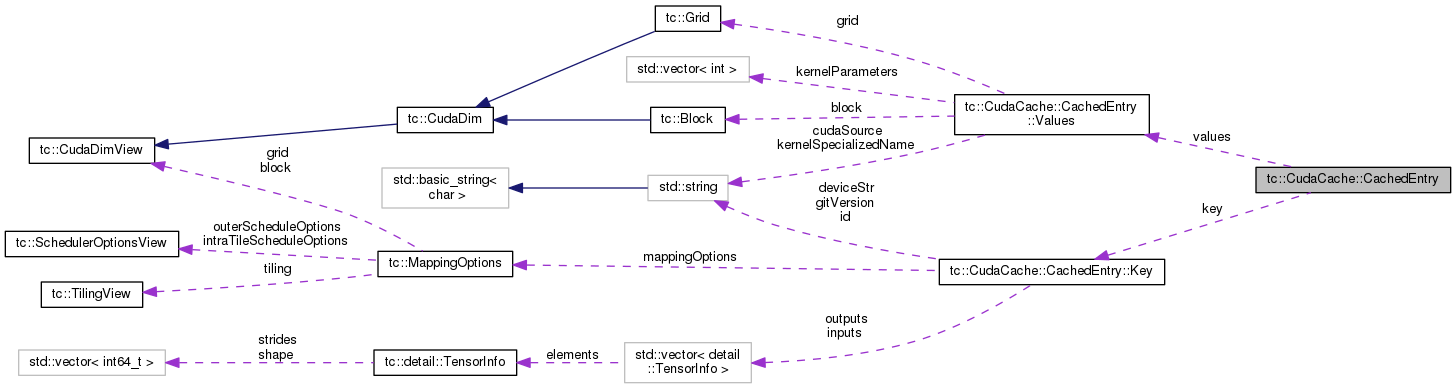 tc::Grid
grid
std::vector< int >
kernelParameters
tc::CudaDim
tc::Block
block
tc::CudaCache::CachedEntry
::Values
tc::CudaDimView
grid
block
cudaSource
kernelSpecializedName
values
std::basic_string<
char >
std::string
tc::CudaCache::CachedEntry
deviceStr
gitVersion
id
key
tc::SchedulerOptionsView
outerScheduleOptions
intraTileScheduleOptions
tc::MappingOptions
mappingOptions
tc::CudaCache::CachedEntry::Key
tiling
tc::TilingView
outputs
inputs
std::vector< int64_t >
strides
shape
tc::detail::TensorInfo
elements
std::vector< detail
::TensorInfo >